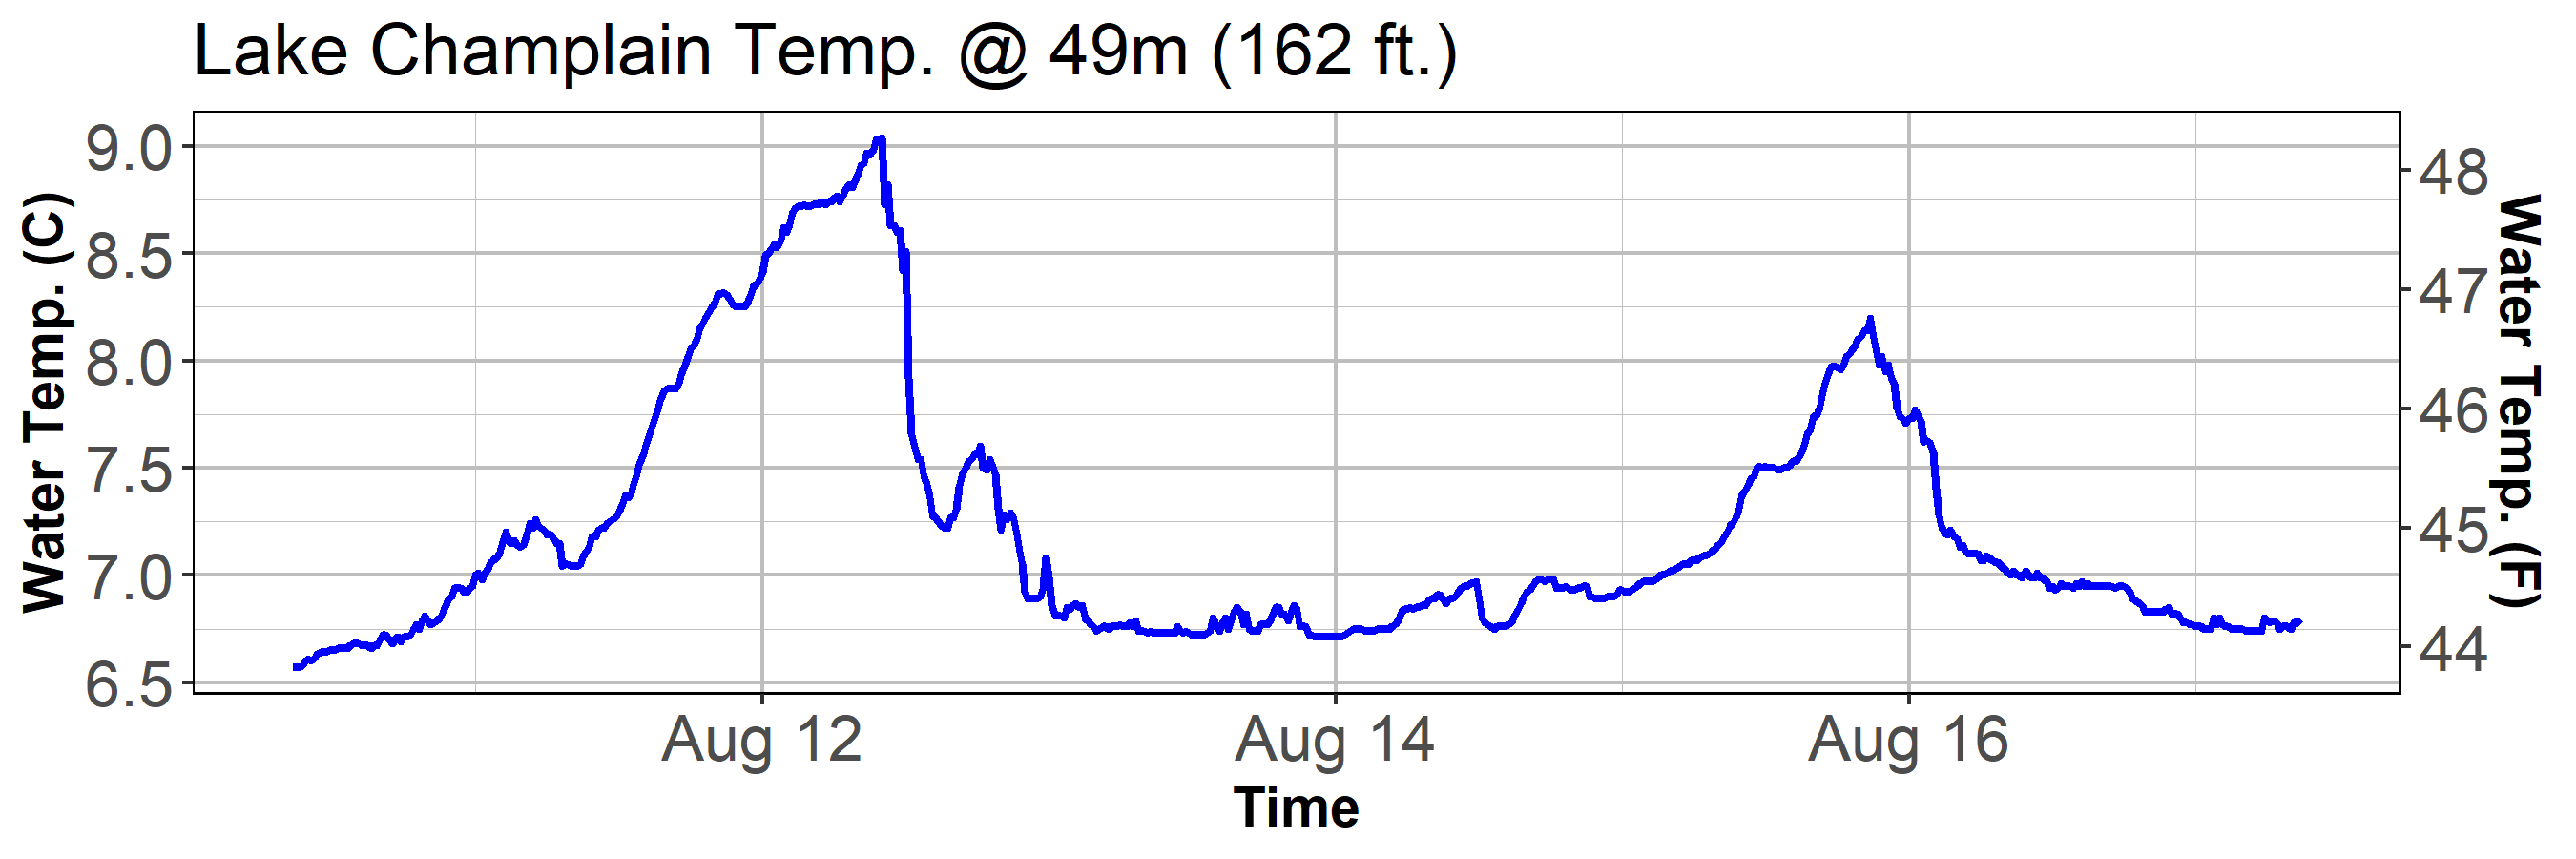 Lake Champlain Temp. @ 49m (162 ft.)
Water Temp. (C)
9.0
8.5
8.0
7.5
7.0
6.5
48
47
46
45
44
Water Temp. (F)
Aug 12
Aug 14
Aug 16
Time